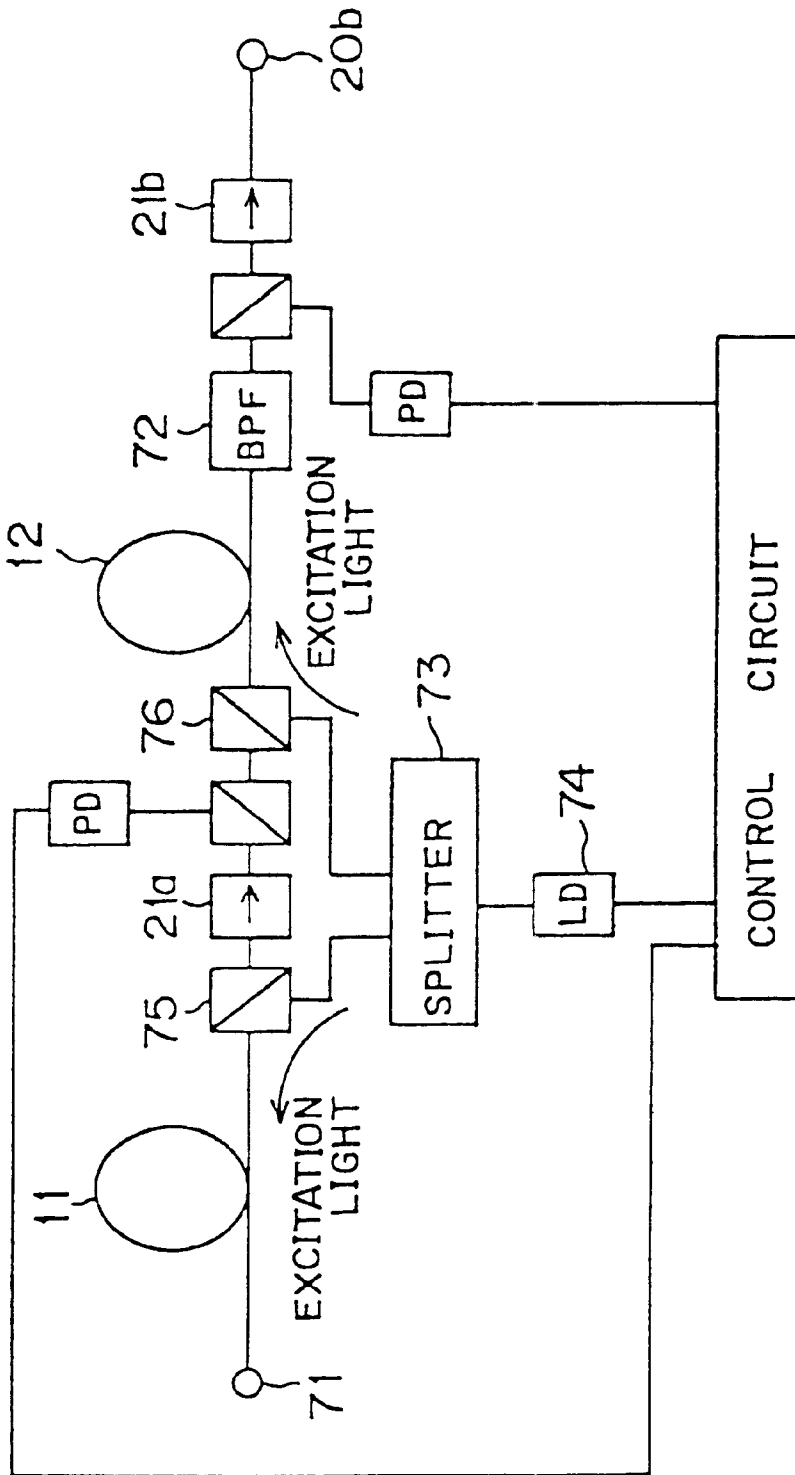 12
11
PD
75
21a
76
72
BPF
21b
71
20b
EXCITATION
LIGHT
EXCITATION
LIGHT
PD
SPLITTER
73
LD
74
CONTROL CIRCUIT